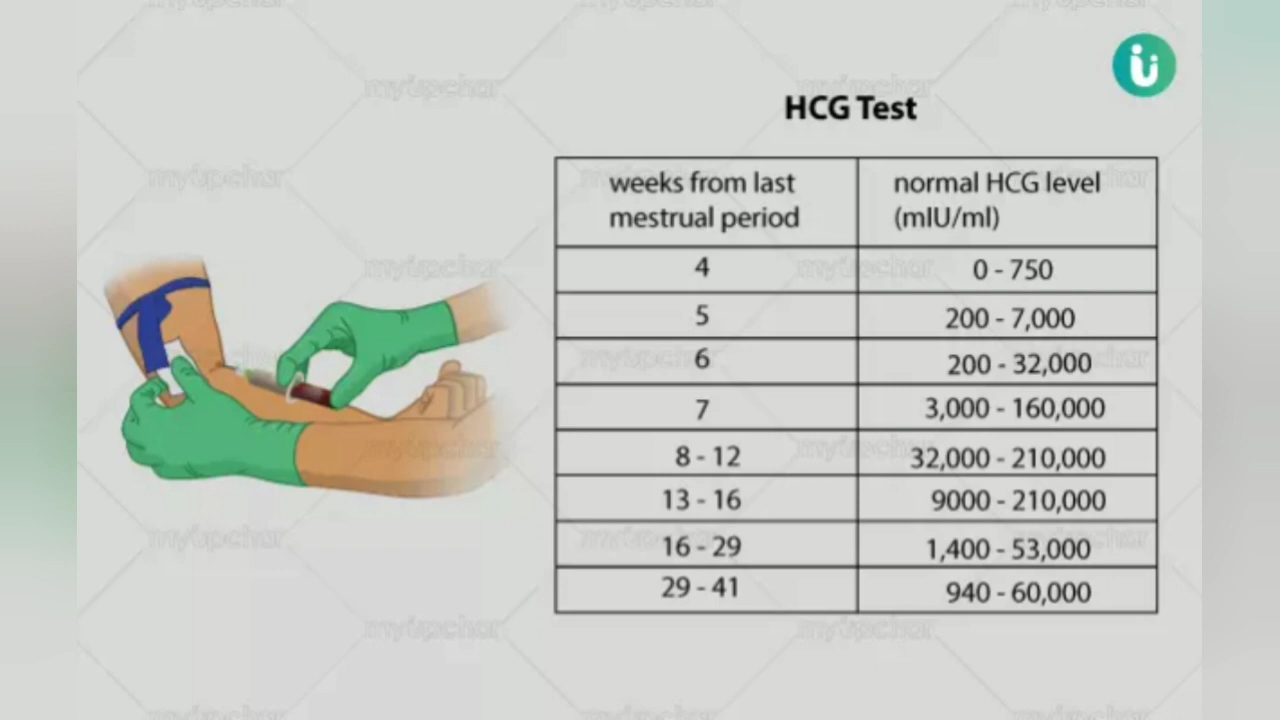 HCG Test
weeks from last
mestrual period
normal HCG level
(mIU/ml)
4
0 - 750
5
200 - 7,000
6
200 - 32,000
7
3,000 - 160,000
8 - 12
32,000 - 210,000
13 - 16
9000 - 210,000
16 - 29
1,400 - 53,000
29 - 41
940 - 60,000